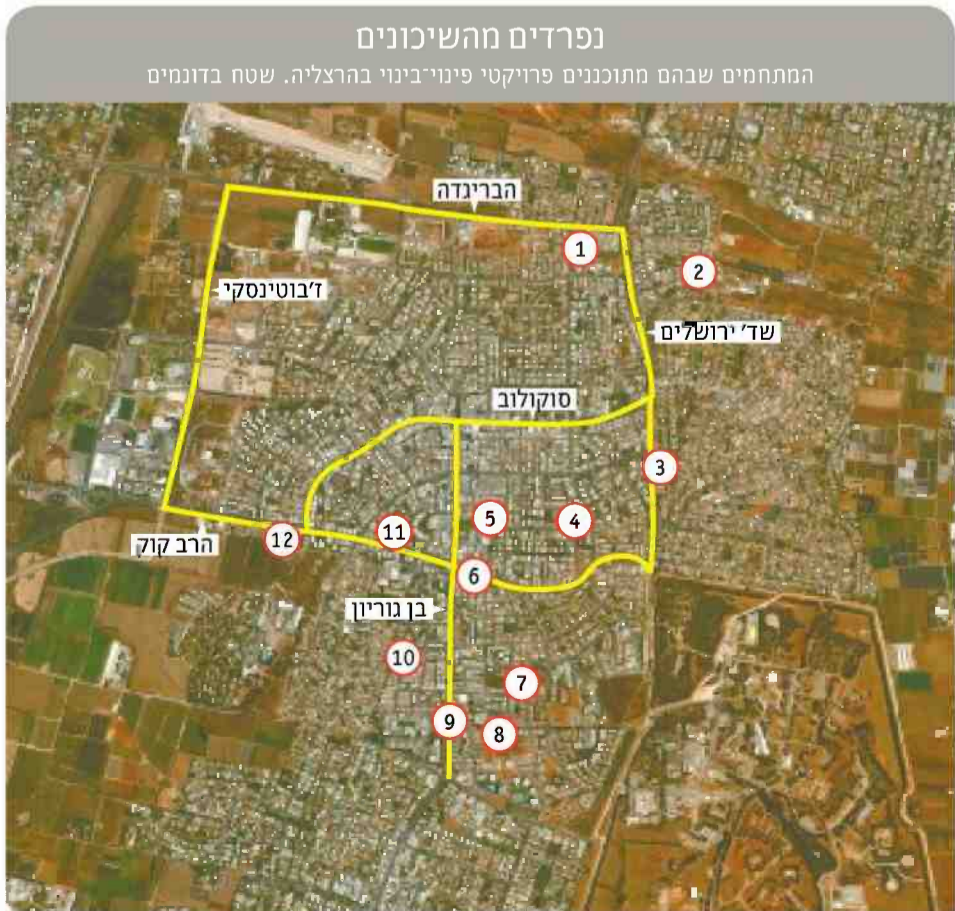 נפרדים מהשיכונים
המתחמים שבהם מתוכננים פרויקטי פינוי־בינוי בהרצליה. שטח בדונמים
הבריגדה
1
2
ז'בוטינסקי
שד' ירושלים
סוקולוב
3
5
4
11
12
הרב קוק
6
בן גוריון
10
7
9
8